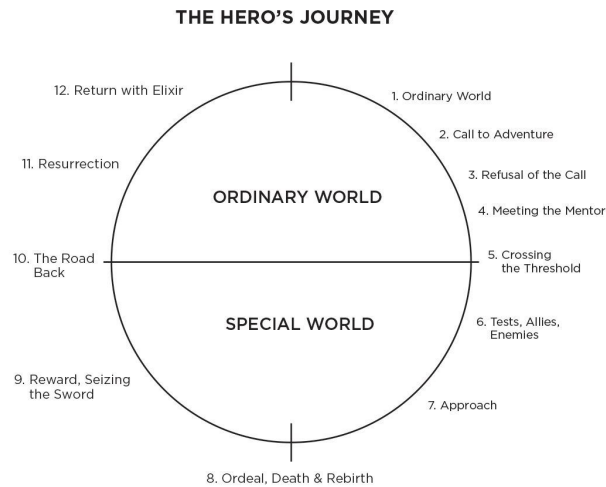 THE HERO'S JOURNEY
12. Return with Elixir
1. Ordinary World
2. Call to Adventure
11. Resurrection
3. Refusal of the Call
ORDINARY WORLD
4. Meeting the Mentor
10. The Road
Back
5. Crossing
the Threshold
SPECIAL WORLD
6. Tests, Allies,
Enemies
9. Reward, Seizing
the Sword
7. Approach
8. Ordeal, Death & Rebirth